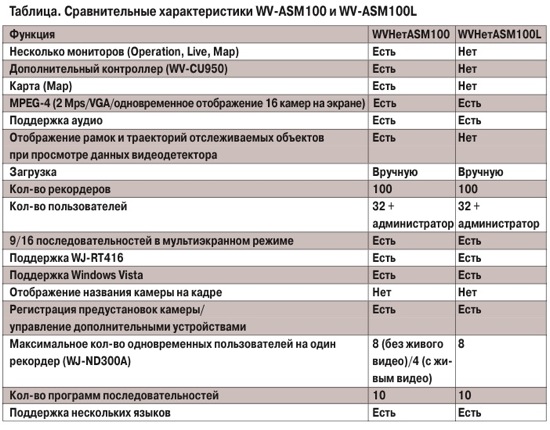 Таблица. Сравнительные характеристики WV-ASM100 и WV-ASM100L
Функция WVНетASM100 WVНетASM100L
Несколько мониторов (Operation, Live, Map) Есть Нет
Дополнительный контроллер (WV-CU950) Есть Нет
Карта (Map) Есть Нет
MPEG-4 (2 Mps/VGA/одновременное отображение 16 камер на экране) Есть Есть
Поддержка аудио Есть Есть
Отображение рамок и траекторий отслеживаемых объектов Есть Нет
при просмотре данных видеодетектора
Загрузка Вручную Вручную
Кол-во рекордеров 100 100
Кол-во пользователей 32 + 32 +
администратор администратор
9/16 последовательностей в мультиэкранном режиме Есть Есть
Поддержка WJ-RT416 Есть Есть
Поддержка Windows Vista Есть Есть
Отображение названия камеры на кадре Нет Нет
Регистрация предустановок камеры/ Есть Есть
управление дополнительными устройствами
Максимальное кол-во одновременных пользователей на один 8 (без живого 8
рекордер (WJ-ND300A) видео)/4 (с жи-
вым видео)
Кол-во программ последовательностей 10 10
Поддержка нескольких языков Есть Есть